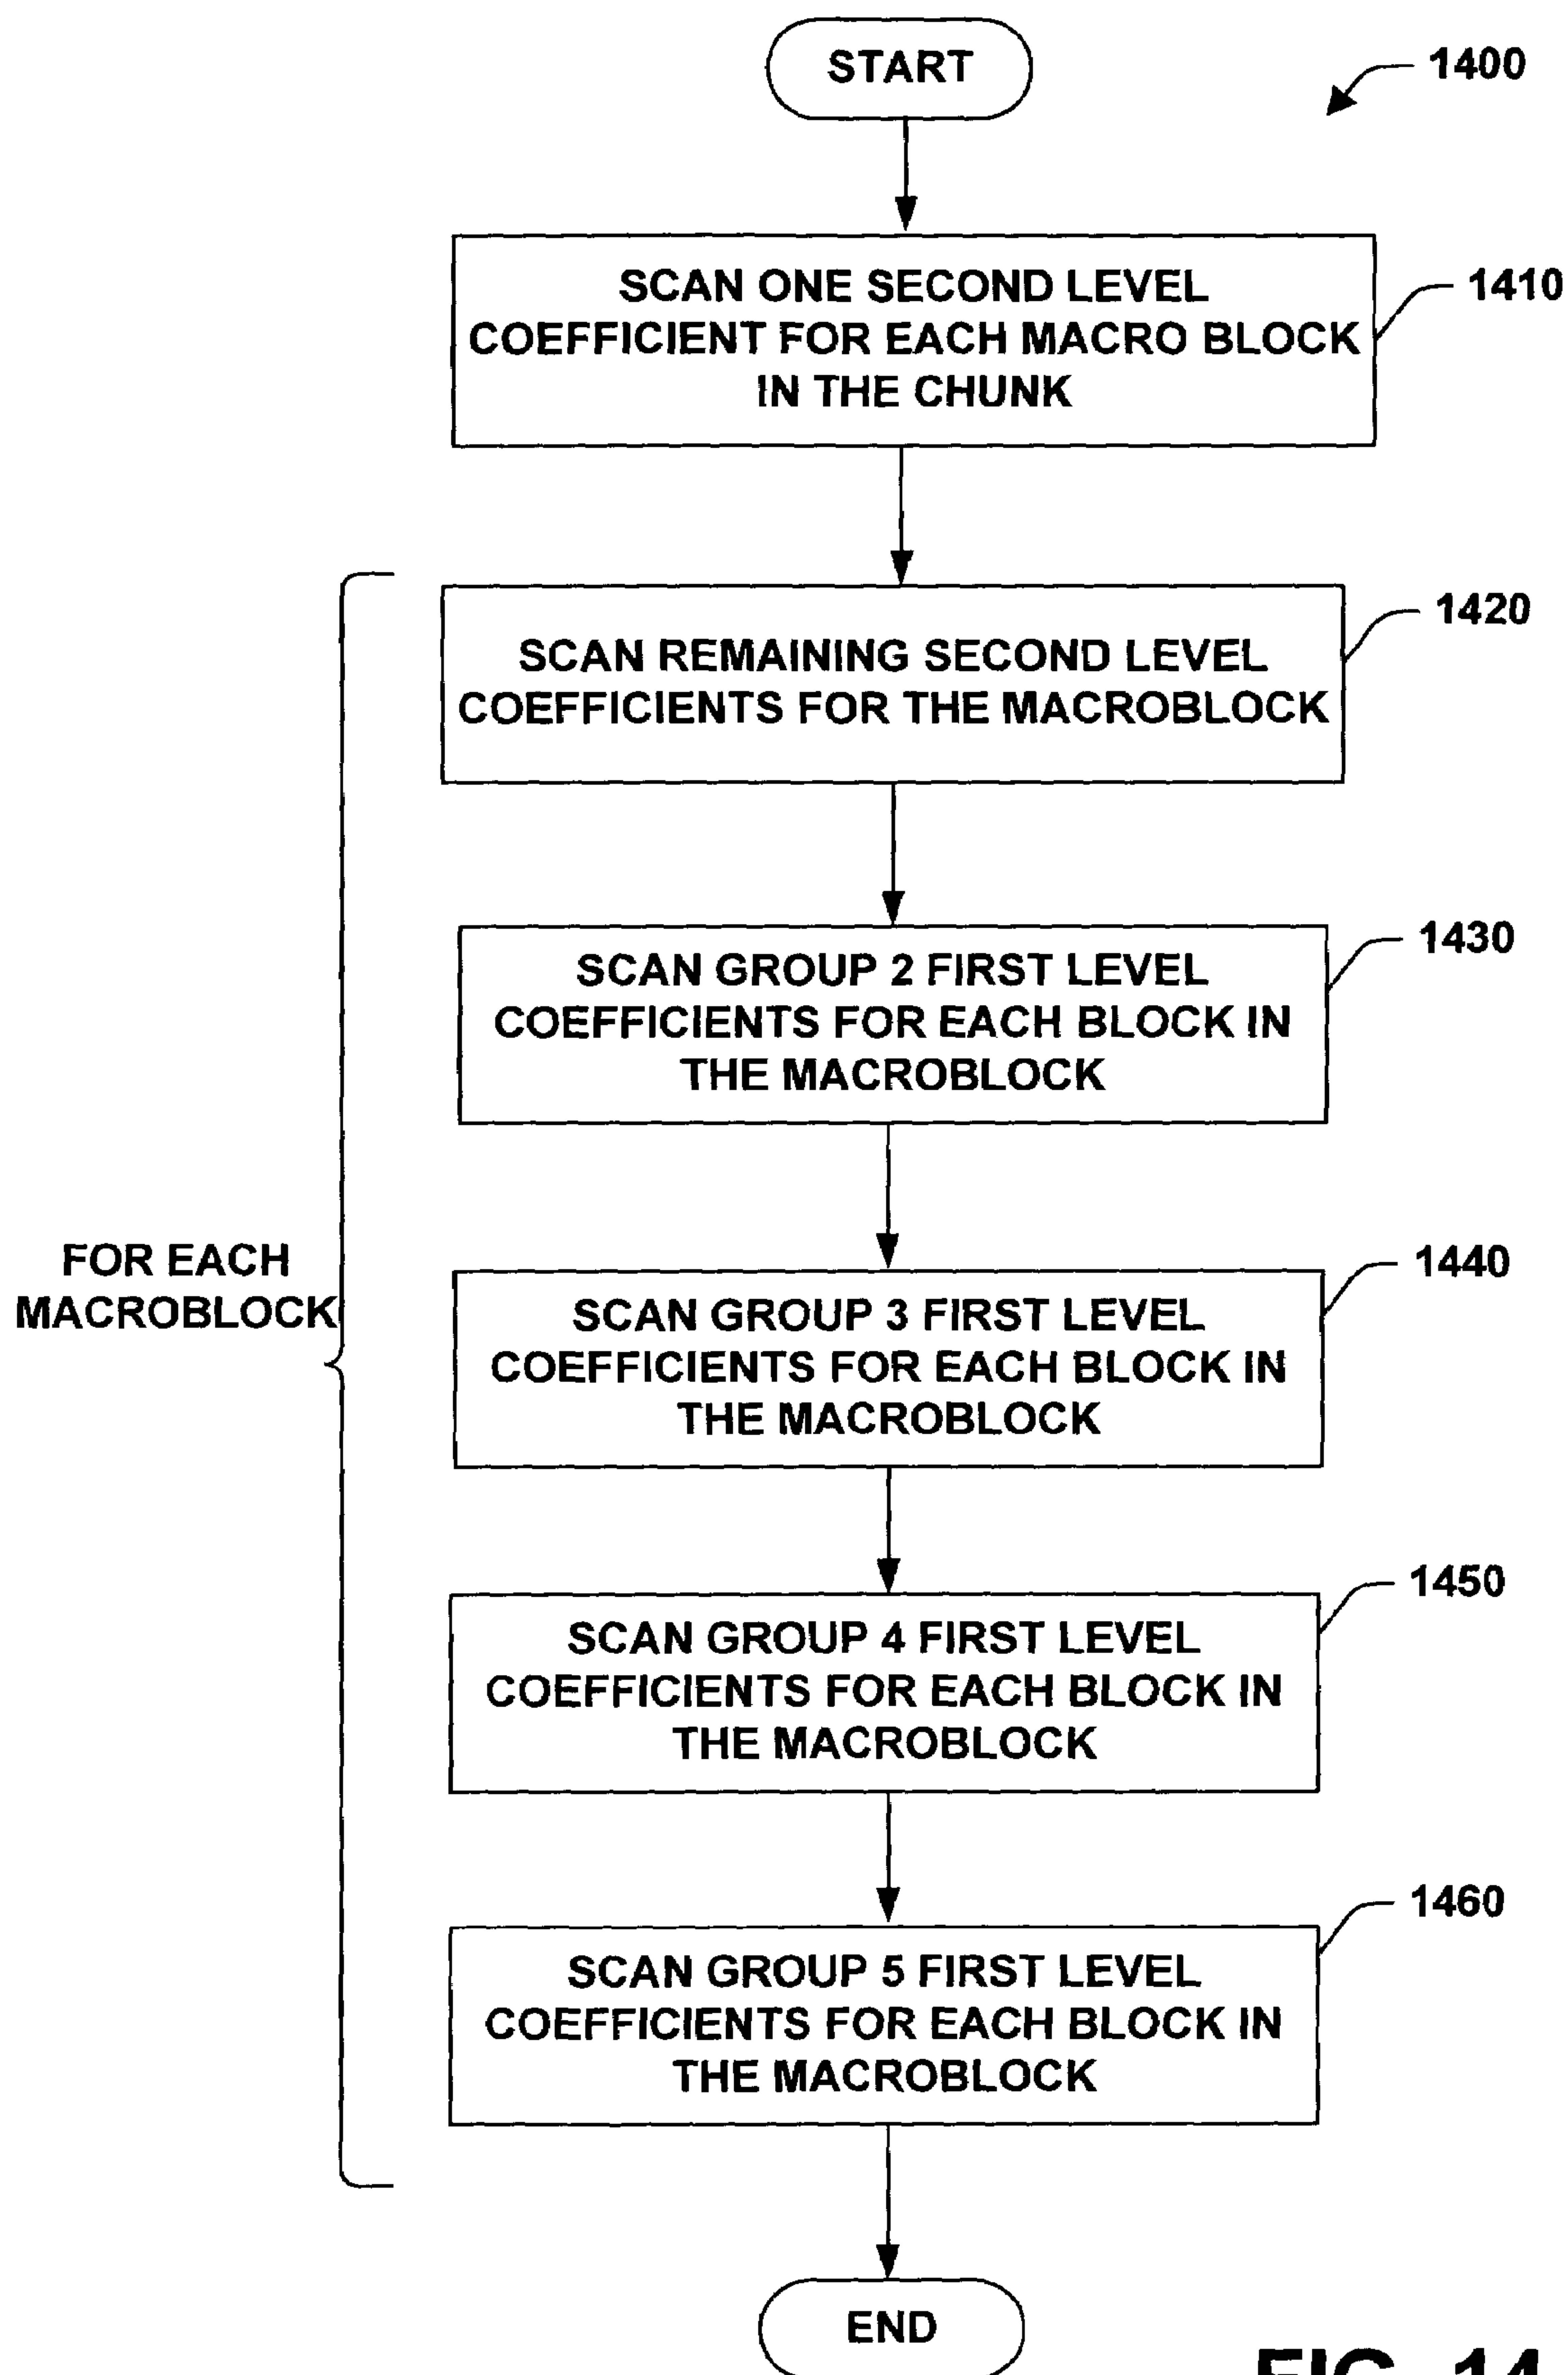 START
1400
SCAN ONE SECOND LEVEL
COEFFICIENT FOR EACH MACRO BLOCK
IN THE CHUNK
1410
SCAN REMAINING SECOND LEVEL
COEFFICIENTS FOR THE MACROBLOCK
1420
SCAN GROUP 2 FIRST LEVEL
COEFFICIENTS FOR EACH BLOCK IN
THE MACROBLOCK
1430
FOR EACH
MACROBLOCK
SCAN GROUP 3 FIRST LEVEL
COEFFICIENTS FOR EACH BLOCK IN
THE MACROBLOCK
1440
SCAN GROUP 4 FIRST LEVEL
COEFFICIENTS FOR EACH BLOCK IN
THE MACROBLOCK
1450
SCAN GROUP 5 FIRST LEVEL
COEFFICIENTS FOR EACH BLOCK IN
THE MACROBLOCK
1460
END
FIG. 14